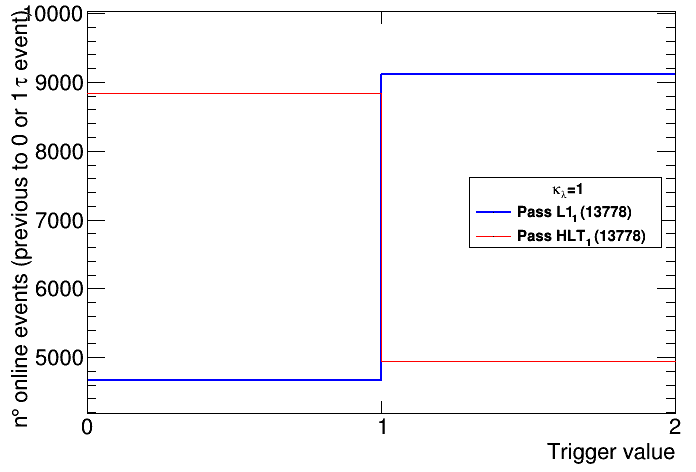 n° online events (previous to 0 or 1 τ event)
10000
9000
8000
7000
6000
5000
κλ=1
Pass L1₁ (13778)
Pass HLT₁ (13778)
0
1
2
Trigger value